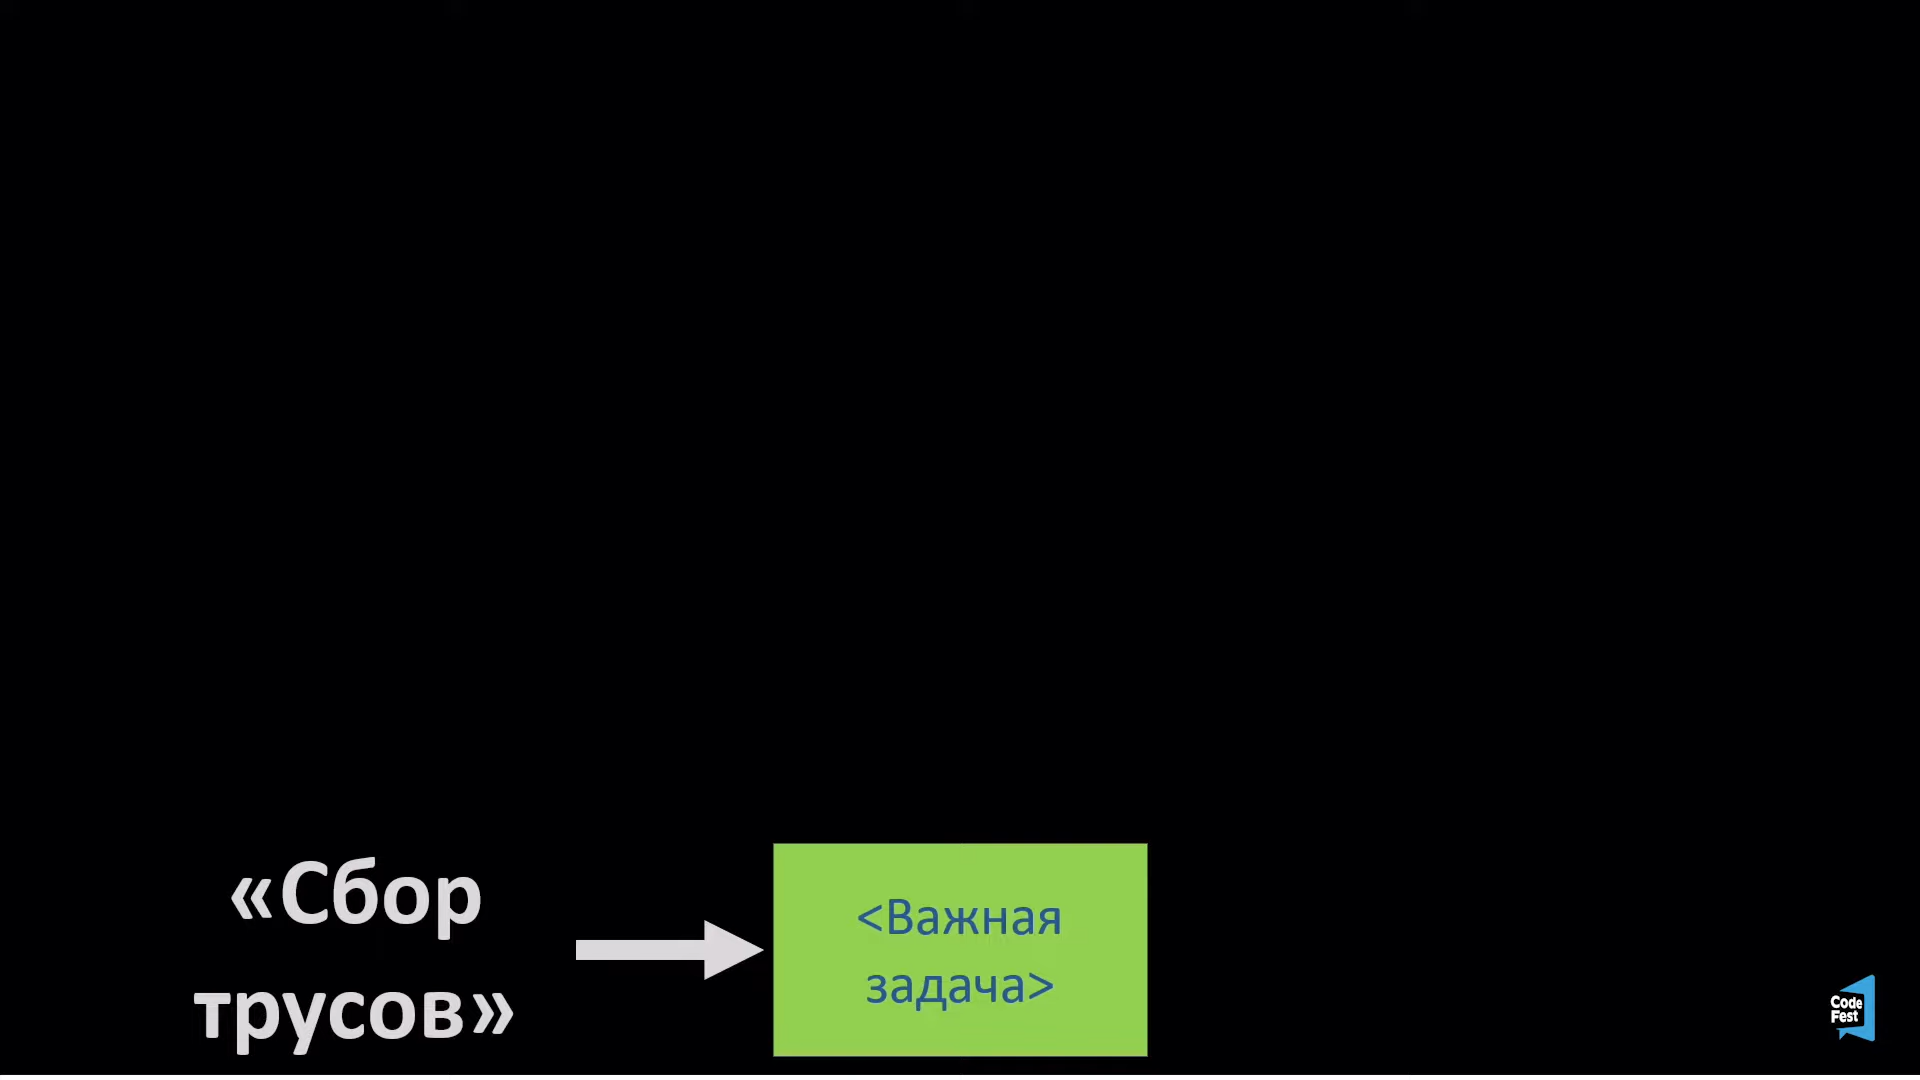 «Сбор
трусов»
<Важная
задача>
Code
Fest